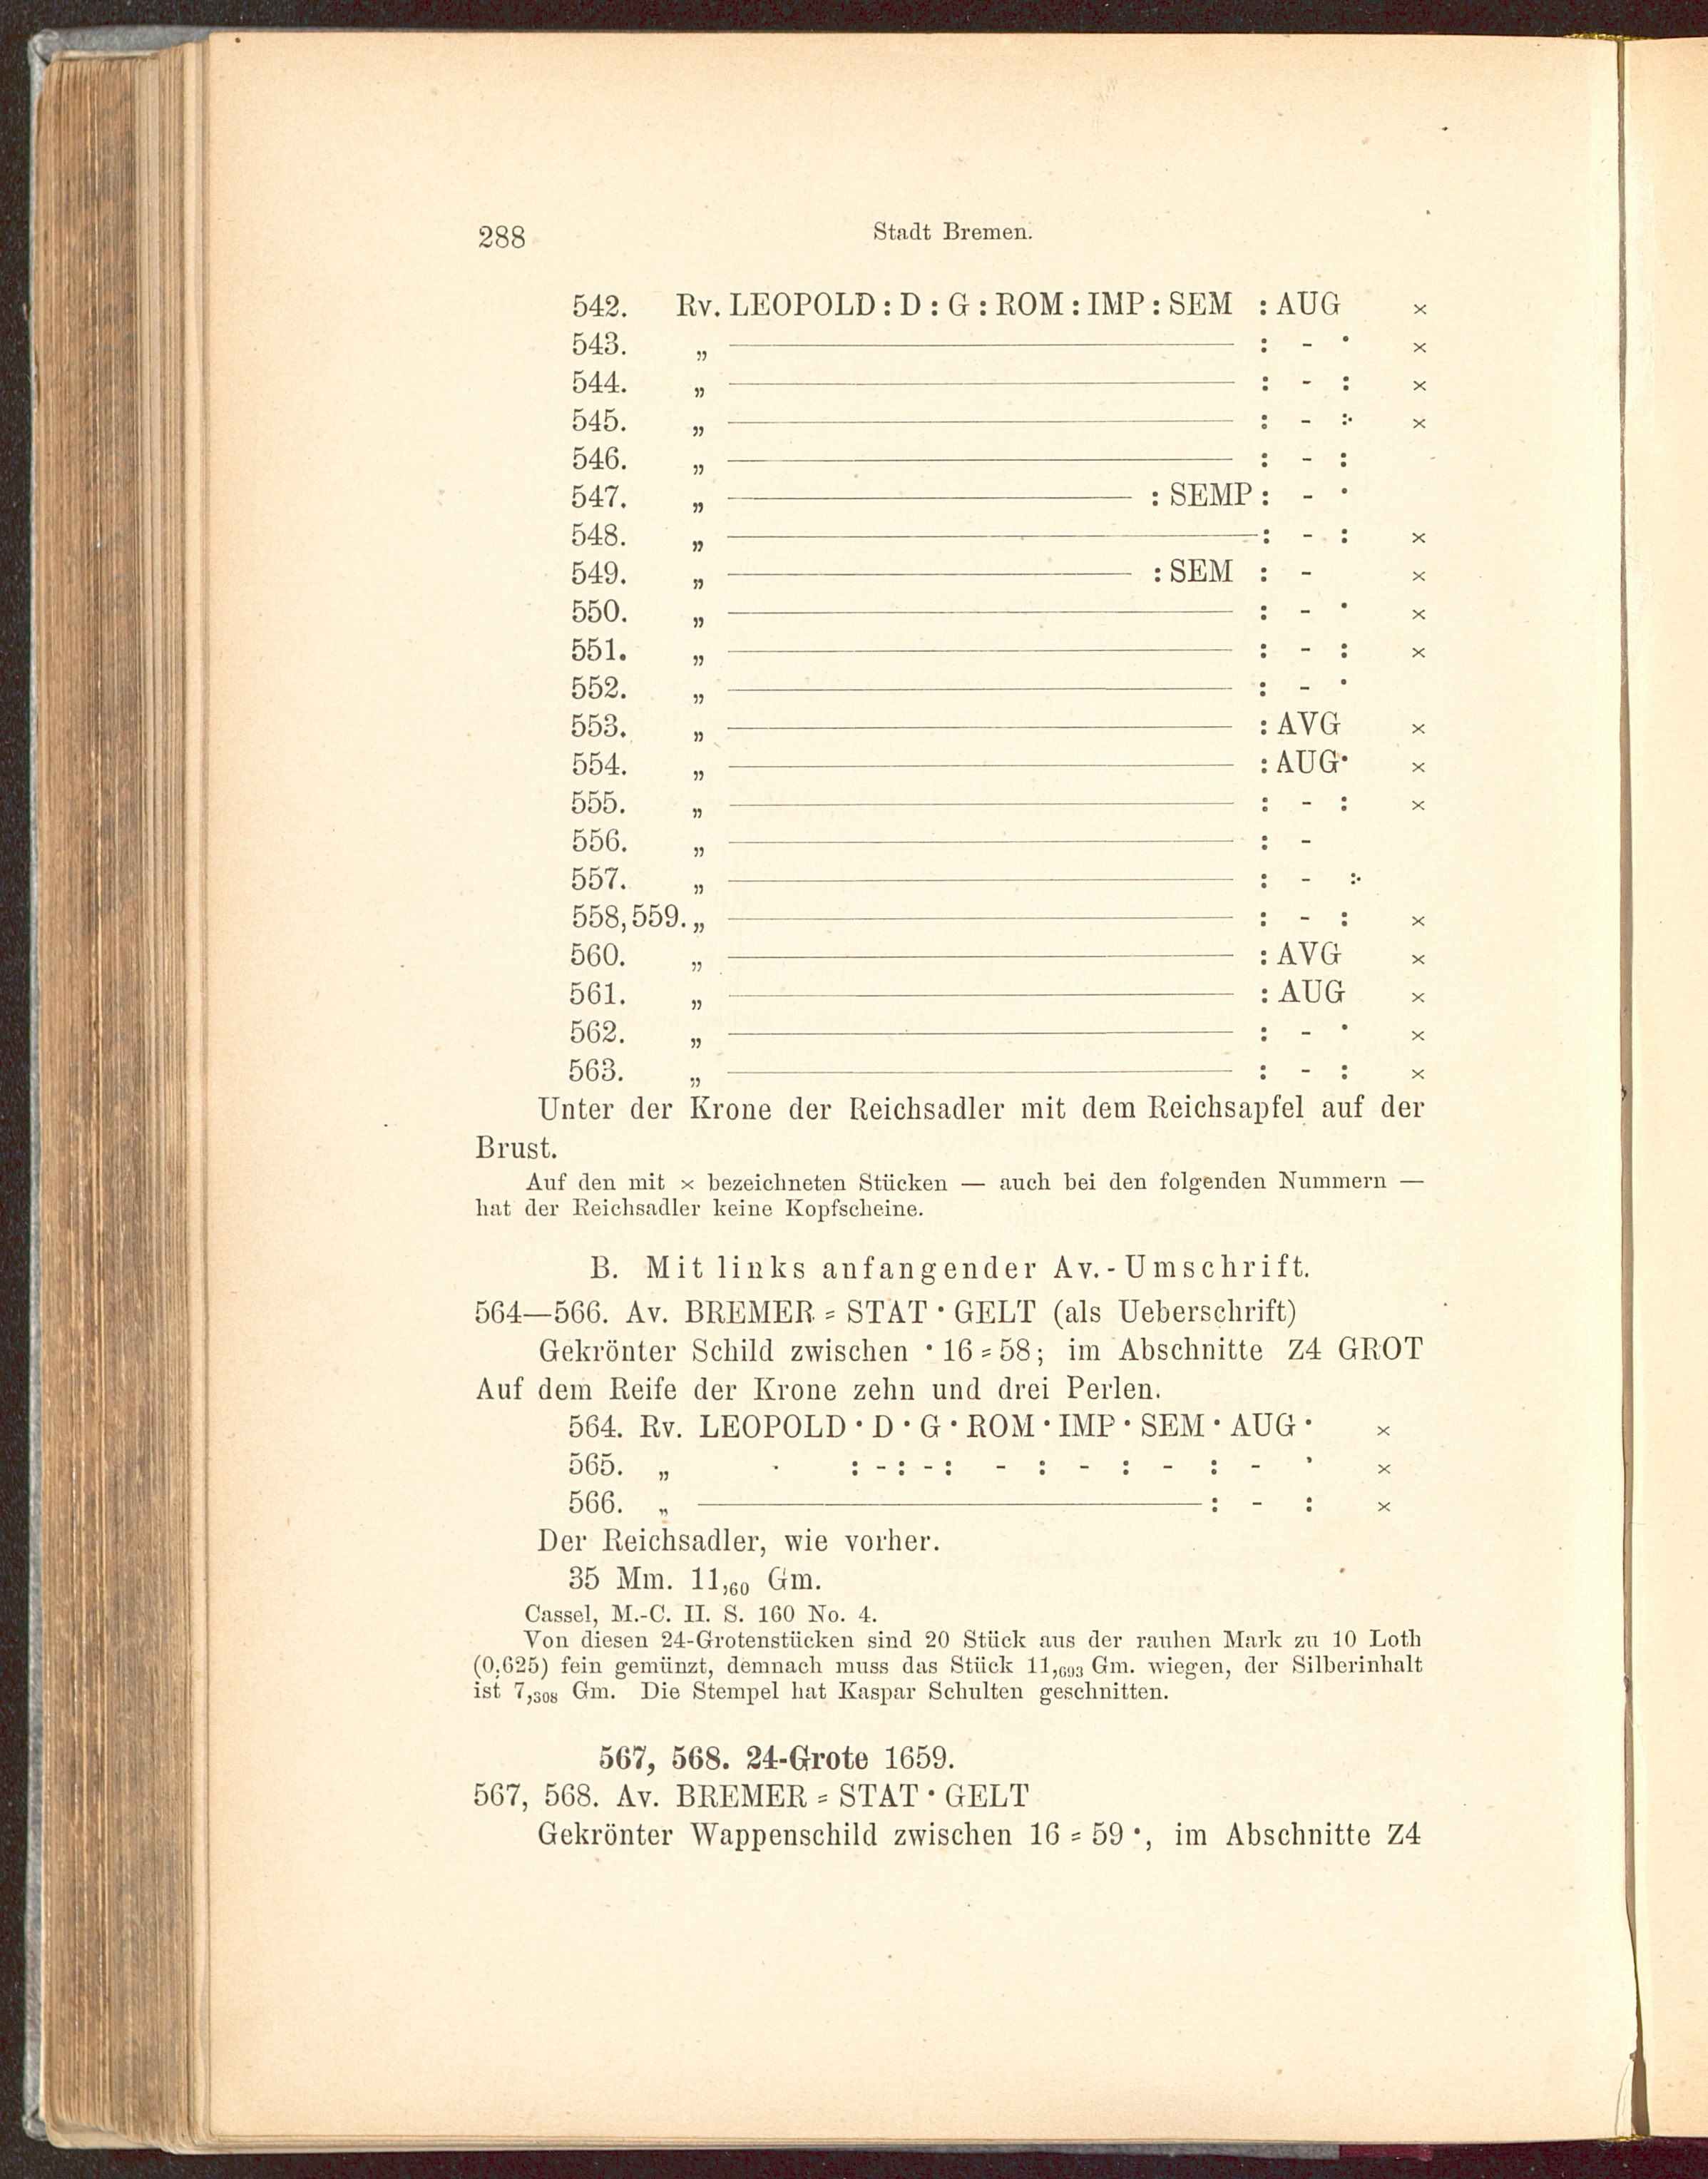 288 Stadt Bremen.
542. Rv. LEOPOLD : D : G : ROM : IMP : SEM : AUG ×
543. „ ——— : - · ×
544. „ ——— : - : ×
545. „ ——— : - :· ×
546. „ ——— : - :
547. „ ——— : SEMP : - ·
548. „ ——— : - : ×
549. „ ——— : SEM : - ×
550. „ ——— : - · ×
551. „ ——— : - : ×
552. „ ——— : - ·
553. „ ——— : AVG ×
554. „ ——— : AUG· ×
555. „ ——— : - : ×
556. „ ——— : -
557. „ ——— : - :·
558, 559. „ ——— : - : ×
560. „ ——— : AVG ×
561. „ ——— : AUG ×
562. „ ——— : - · ×
563. „ ——— : - : ×
Unter der Krone der Reichsadler mit dem Reichsapfel auf der
Brust.
Auf den mit × bezeichneten Stücken — auch bei den folgenden Nummern —
hat der Reichsadler keine Kopfscheine.
B. Mit links anfangender Av.-Umschrift.
564—566. Av. BREMER = STAT · GELT (als Ueberschrift)
Gekrönter Schild zwischen · 16 = 58; im Abschnitte Z4 GROT
Auf dem Reife der Krone zehn und drei Perlen.
564. Rv. LEOPOLD · D · G · ROM · IMP · SEM · AUG · ×
565. „ · : - : - : - : - : - : - ' ×
566. „ ——— : - : ×
Der Reichsadler, wie vorher.
35 Mm. 11,60 Gm.
Cassel, M.-C. II. S. 160 No. 4.
Von diesen 24-Grotenstücken sind 20 Stück aus der rauhen Mark zu 10 Loth
(0,625) fein gemünzt, demnach muss das Stück 11,693 Gm. wiegen, der Silberinhalt
ist 7,308 Gm. Die Stempel hat Kaspar Schulten geschnitten.
567, 568. 24-Grote 1659.
567, 568. Av. BREMER = STAT · GELT
Gekrönter Wappenschild zwischen 16 = 59 ·, im Abschnitte Z4